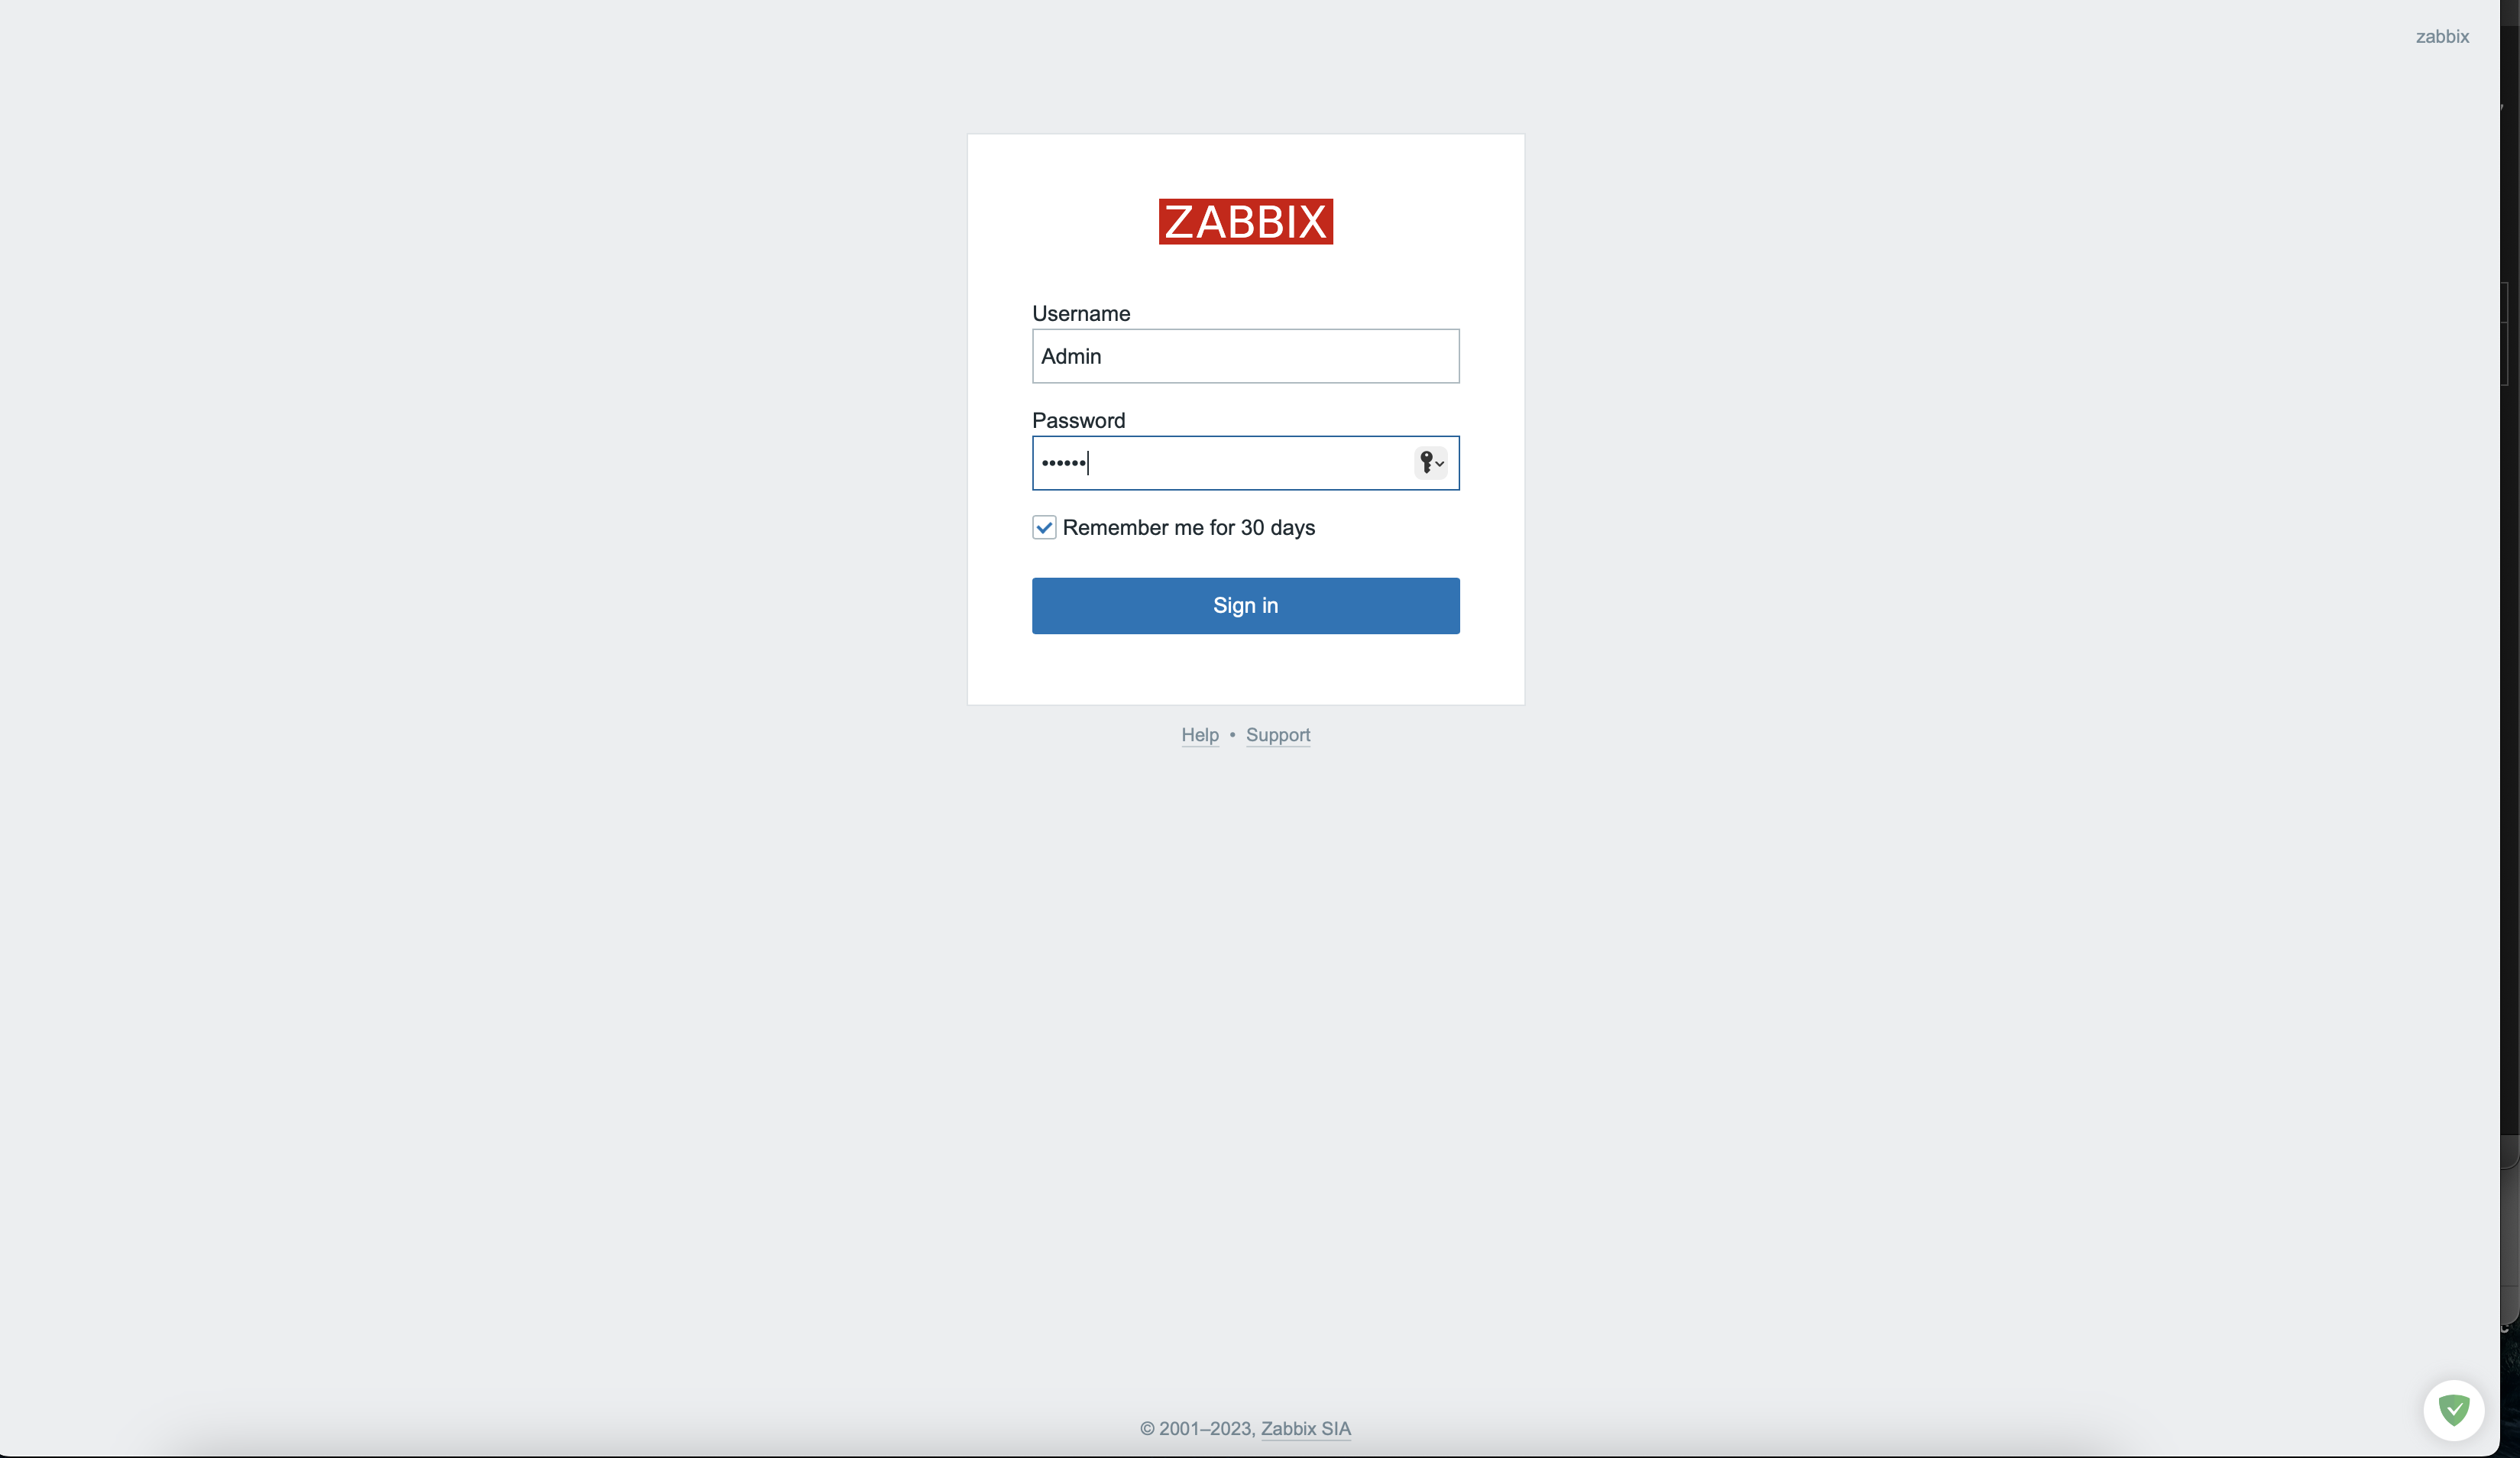 zabbix
ZABBIX
Username
Admin
Password
••••••
Remember me for 30 days
Sign in
Help • Support
© 2001–2023, Zabbix SIA